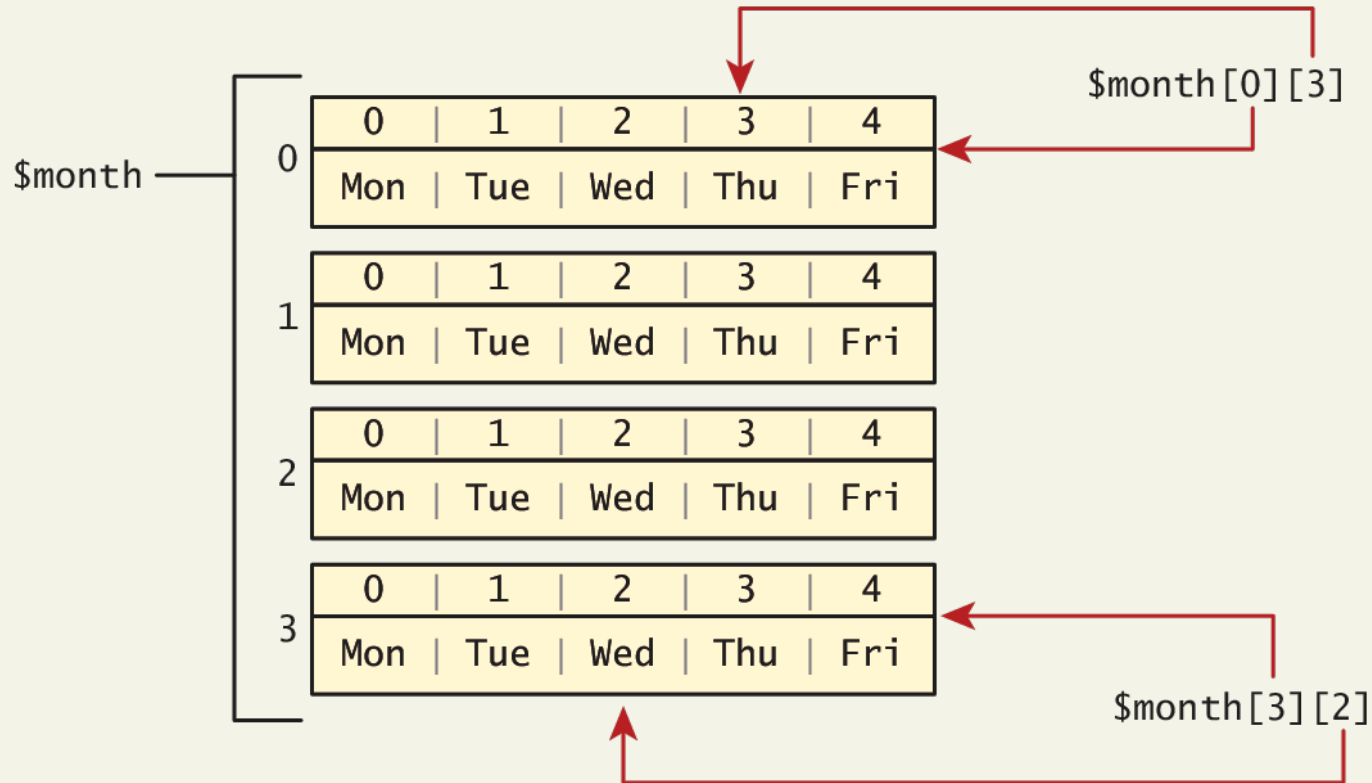 $month[0][3]
0 | 1 | 2 | 3 | 4
0
$month
Mon | Tue | Wed | Thu | Fri
0 | 1 | 2 | 3 | 4
1
Mon | Tue | Wed | Thu | Fri
0 | 1 | 2 | 3 | 4
2
Mon | Tue | Wed | Thu | Fri
0 | 1 | 2 | 3 | 4
3
Mon | Tue | Wed | Thu | Fri
$month[3][2]